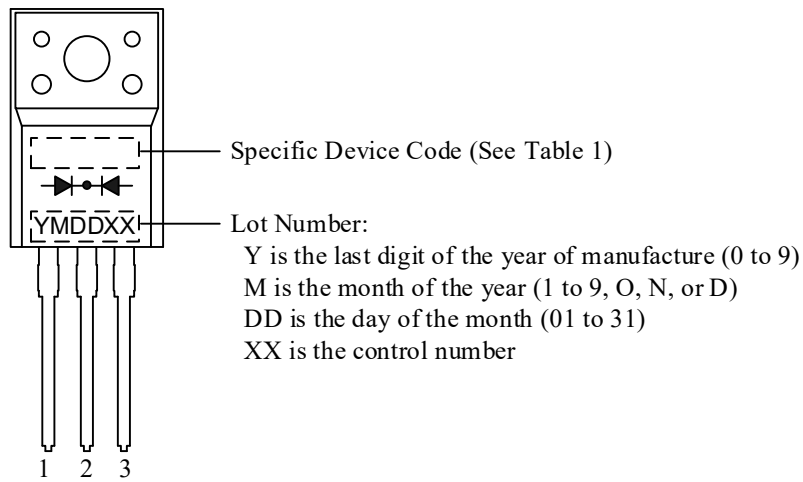 Specific Device Code (See Table 1)
YMDDXX
Lot Number:
Y is the last digit of the year of manufacture (0 to 9)
M is the month of the year (1 to 9, O, N, or D)
DD is the day of the month (01 to 31)
XX is the control number
1 2 3